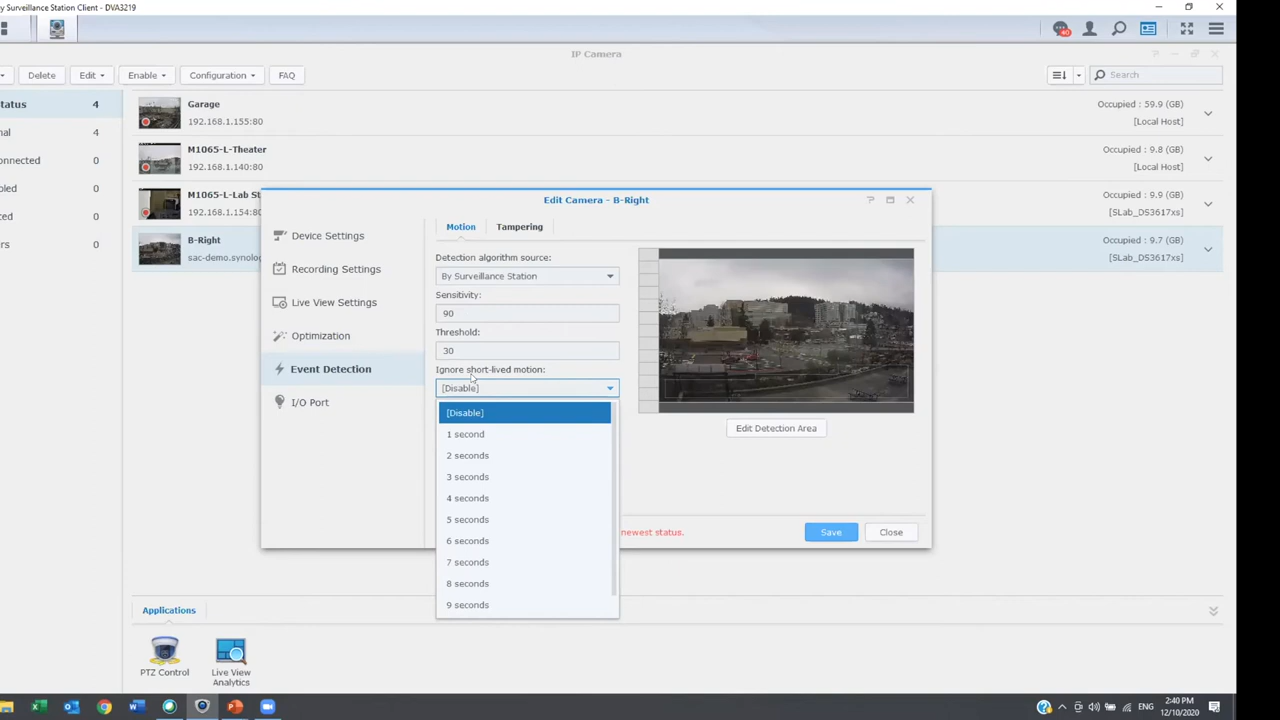 y Surveillance Station Client - DVA3219
40
IP Camera
Delete
Edit
Enable
Configuration
FAQ
Search
tatus 4
nal 4
onnected 0
bled 0
cted 0
rs 0
Garage
192.168.1.155:80
Occupied : 59.9 (GB)
[Local Host]
M1065-L-Theater
192.168.1.140:80
Occupied : 9.8 (GB)
[Local Host]
M1065-L-Lab St
192.168.1.154:80
Occupied : 9.9 (GB)
[SLab_DS3617xs]
B-Right
sac-demo.synolog
Occupied : 9.7 (GB)
[SLab_DS3617xs]
Edit Camera - B-Right
Device Settings
Recording Settings
Live View Settings
Optimization
Event Detection
I/O Port
Motion
Tampering
Detection algorithm source:
By Surveillance Station
Sensitivity:
90
Threshold:
30
Ignore short-lived motion:
[Disable]
[Disable]
1 second
2 seconds
3 seconds
4 seconds
5 seconds
6 seconds
7 seconds
8 seconds
9 seconds
Edit Detection Area
newest status.
Save
Close
Applications
PTZ Control
Live View
Analytics
ENG
2:40 PM
12/10/2020